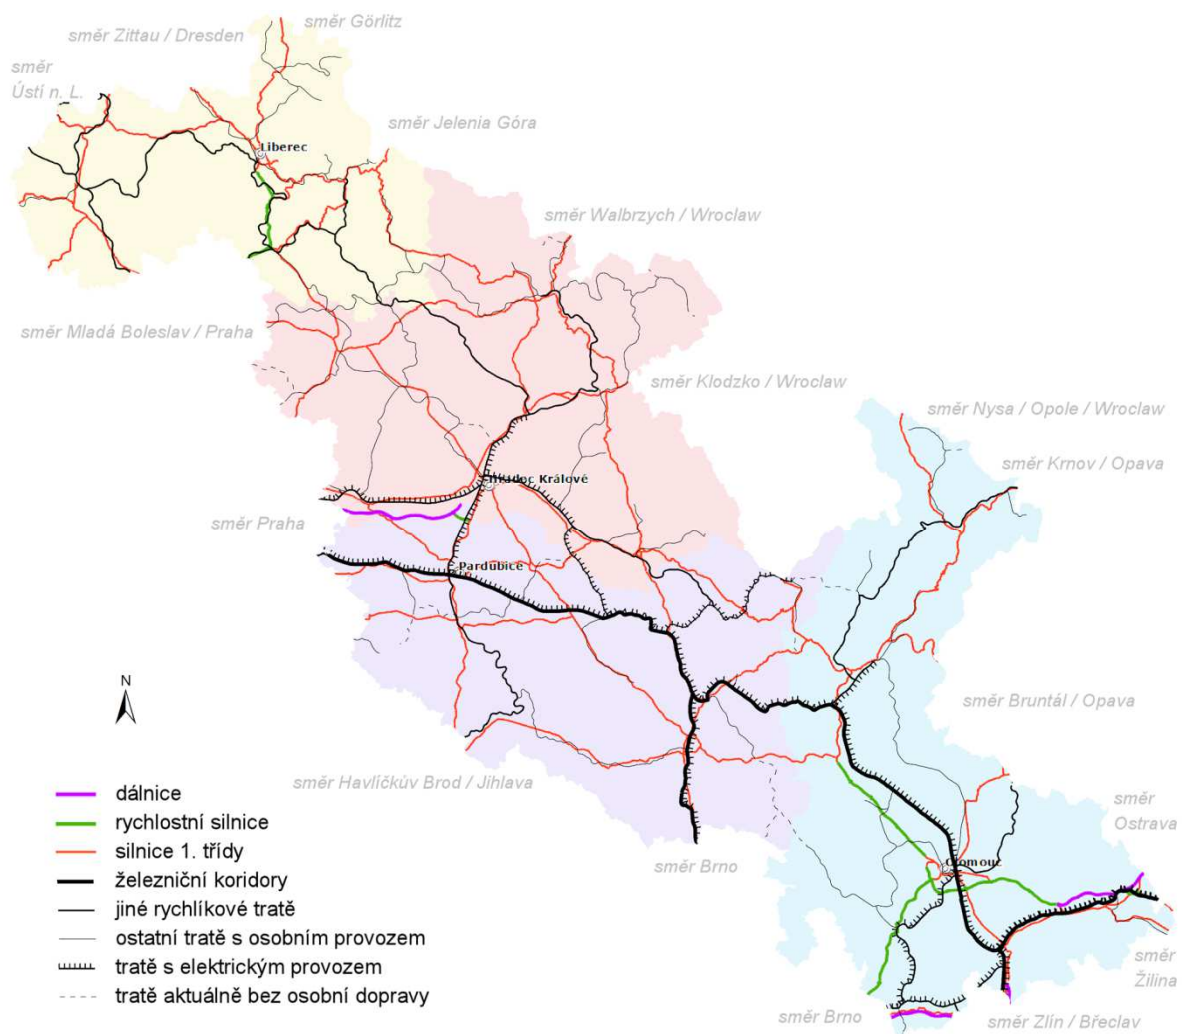 směr Görlitz
směr Zittau / Dresden
směr
Ústí n. L.
směr Jelenia Góra
Liberec
směr Walbrzych / Wroclaw
směr Mladá Boleslav / Praha
směr Klodzko / Wroclaw
směr Nysa / Opole / Wroclaw
směr Krnov / Opava
Hradec Králové
směr Praha
Pardubice
N
směr Bruntál / Opava
směr Havlíčkův Brod / Jihlava
dálnice
směr
Ostrava
rychlostní silnice
silnice 1. třídy
směr Brno
Olomouc
železniční koridory
jiné rychlíkové tratě
ostatní tratě s osobním provozem
směr
Žilina
tratě s elektrickým provozem
tratě aktuálně bez osobní dopravy
směr Brno
směr Zlín / Břeclav